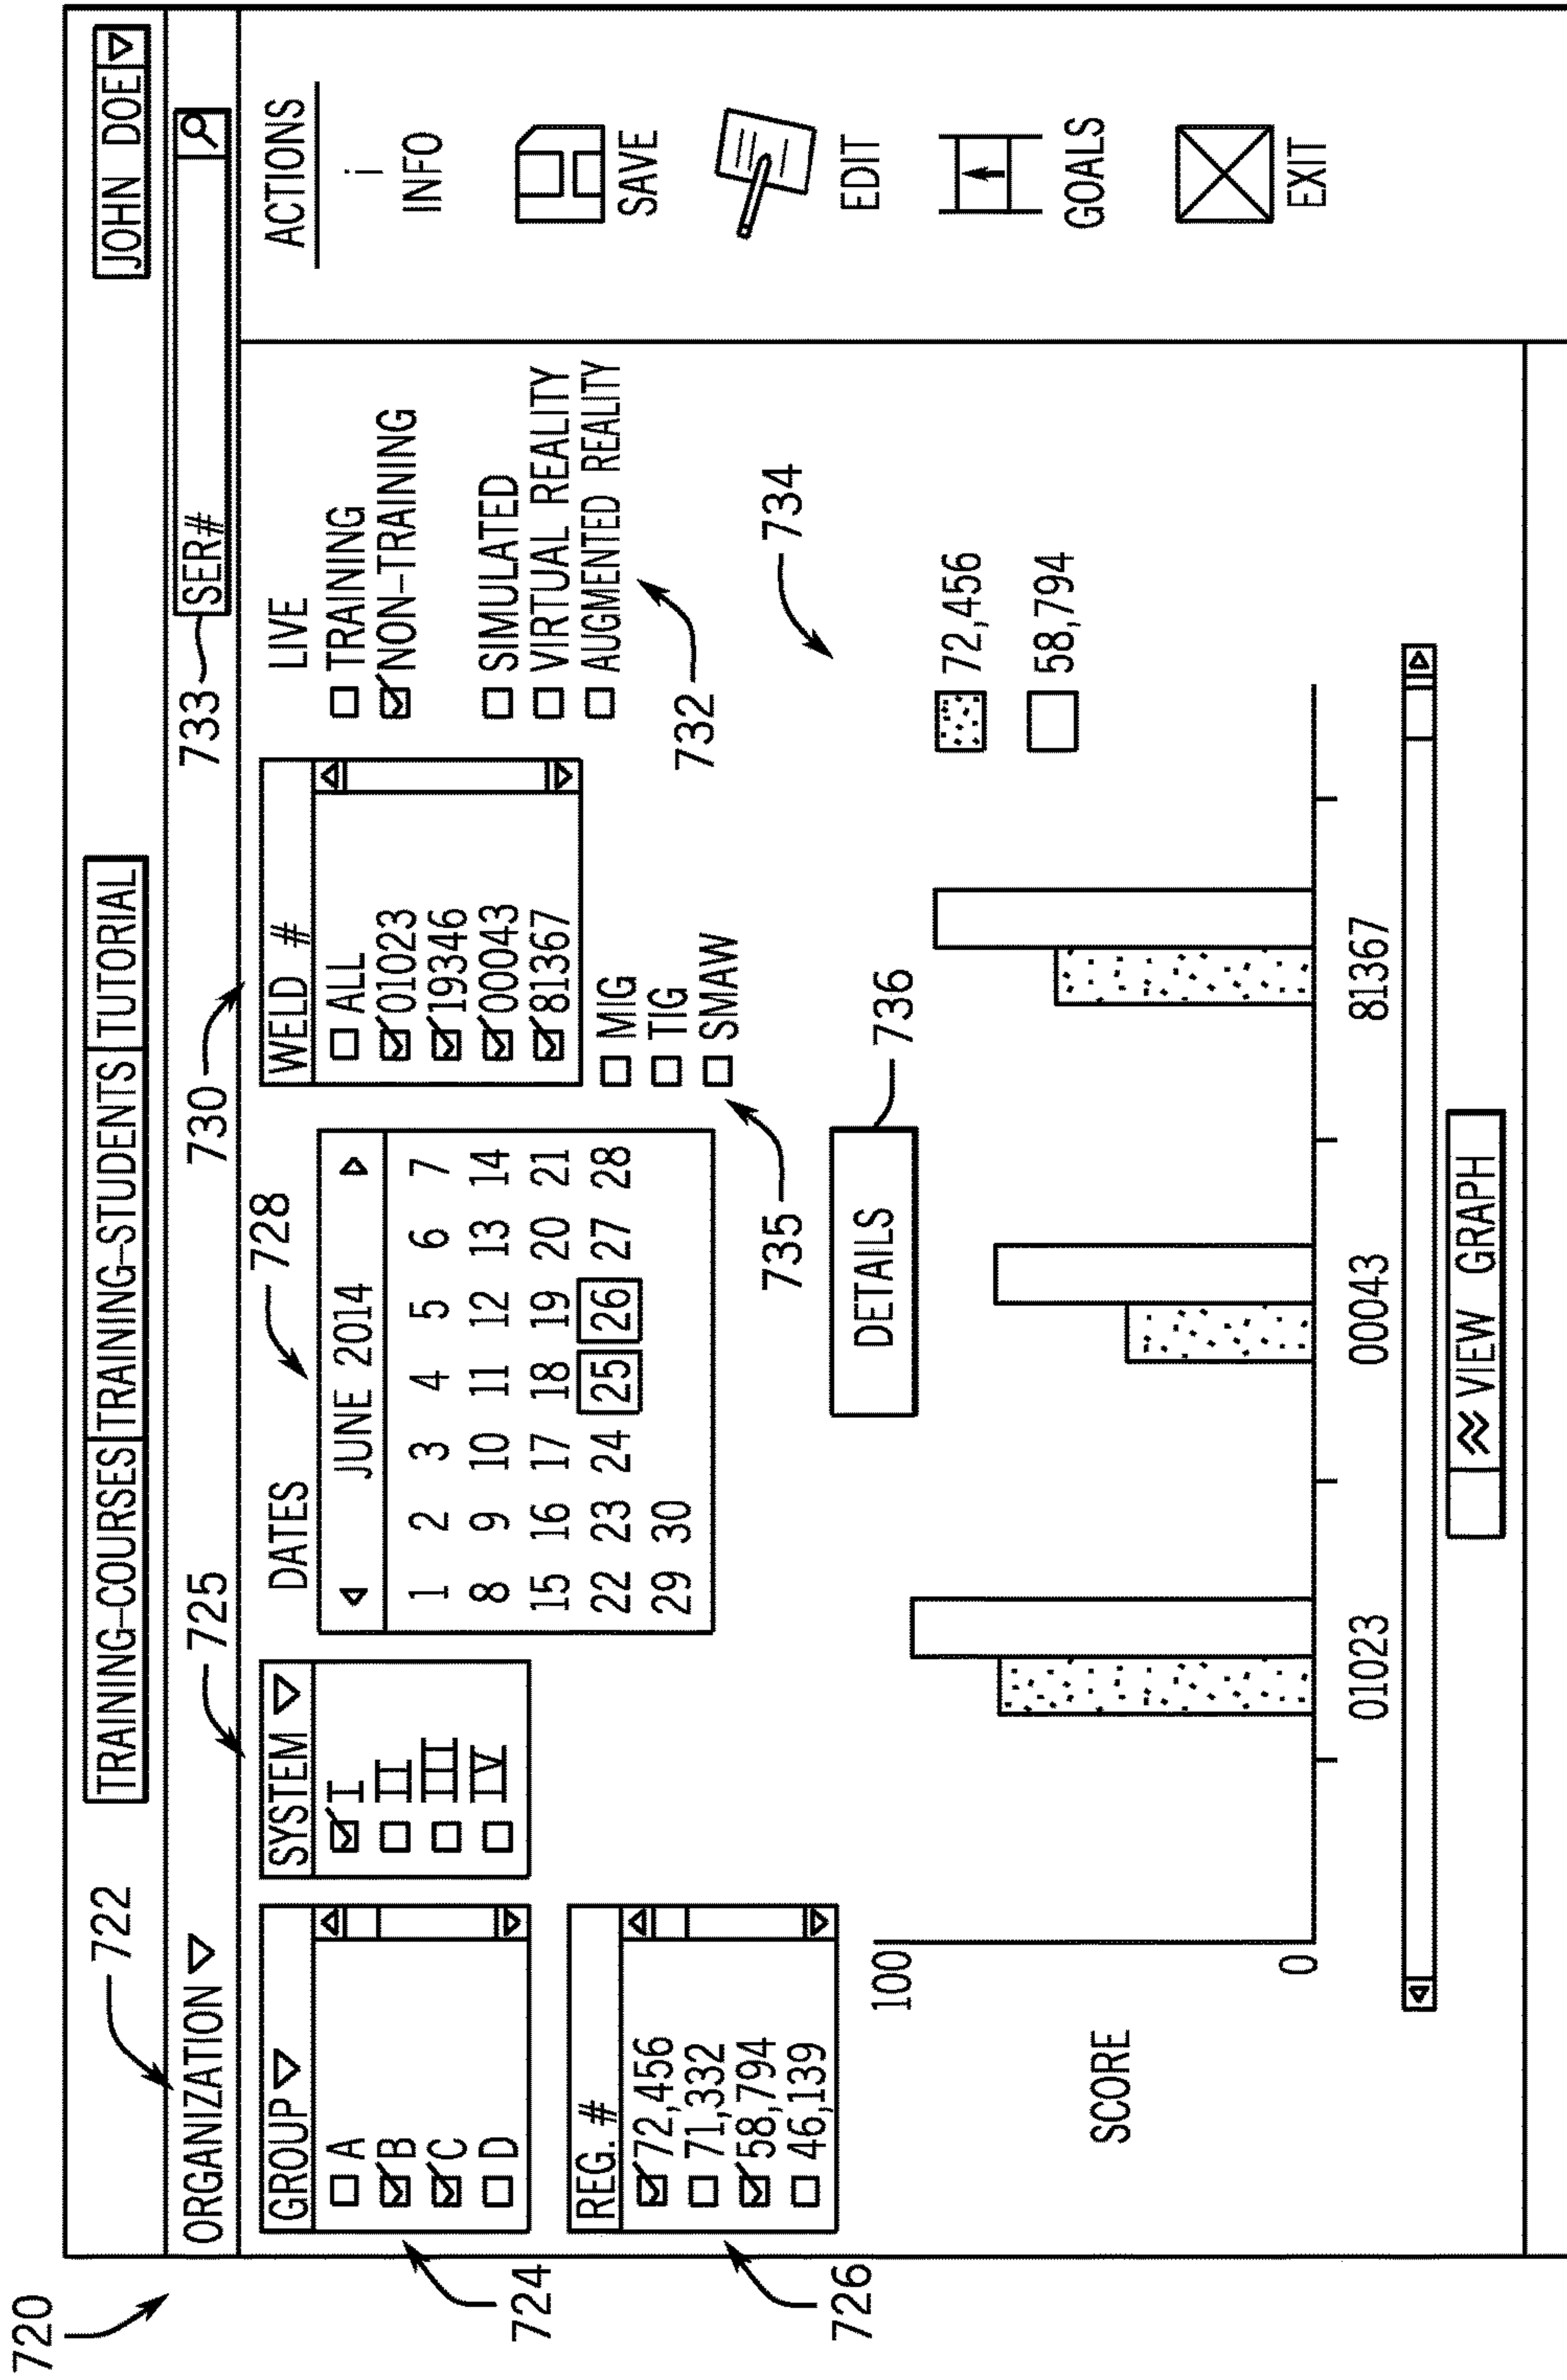 720
722
TRAINING-COURSES TRAINING-STUDENTS TUTORIAL
JOHN DOE
ORGANIZATION
725
730
733
SER#
GROUP
A
B
C
D
724
SYSTEM
I
II
III
IV
DATES
728
JUNE 2014
1 2 3 4 5 6 7
8 9 10 11 12 13 14
15 16 17 18 19 20 21
22 23 24 25 26 27 28
29 30
WELD #
ALL
01023
19346
00043
81367
LIVE
TRAINING
NON-TRAINING
SIMULATED
VIRTUAL REALITY
AUGMENTED REALITY
732
ACTIONS
i
INFO
SAVE
EDIT
GOALS
EXIT
REG. #
72,456
71,332
58,794
46,139
726
MIG
TIG
SMAW
735
DETAILS
736
734
72,456
58,794
SCORE
100
0
01023 00043 81367
VIEW GRAPH